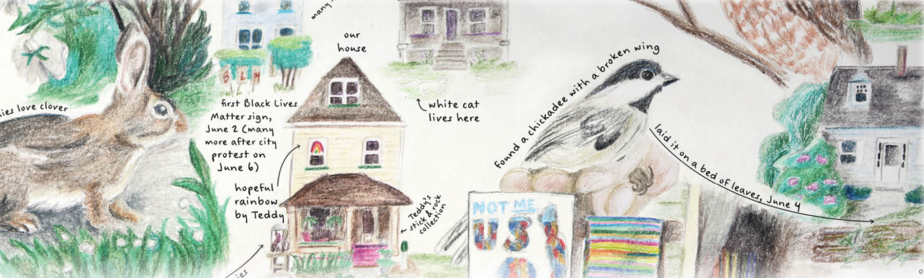 many
our
house
ies love clover
BLM
first Black Lives
Matter sign,
June 2 (many
more after city
protest on
June 6)
white cat
lives here
hopeful
rainbow
by Teddy
Teddy's
stick & rock
collection
found a chickadee with a broken wing
laid it on a bed of leaves, June 4
NOT ME
US
ies